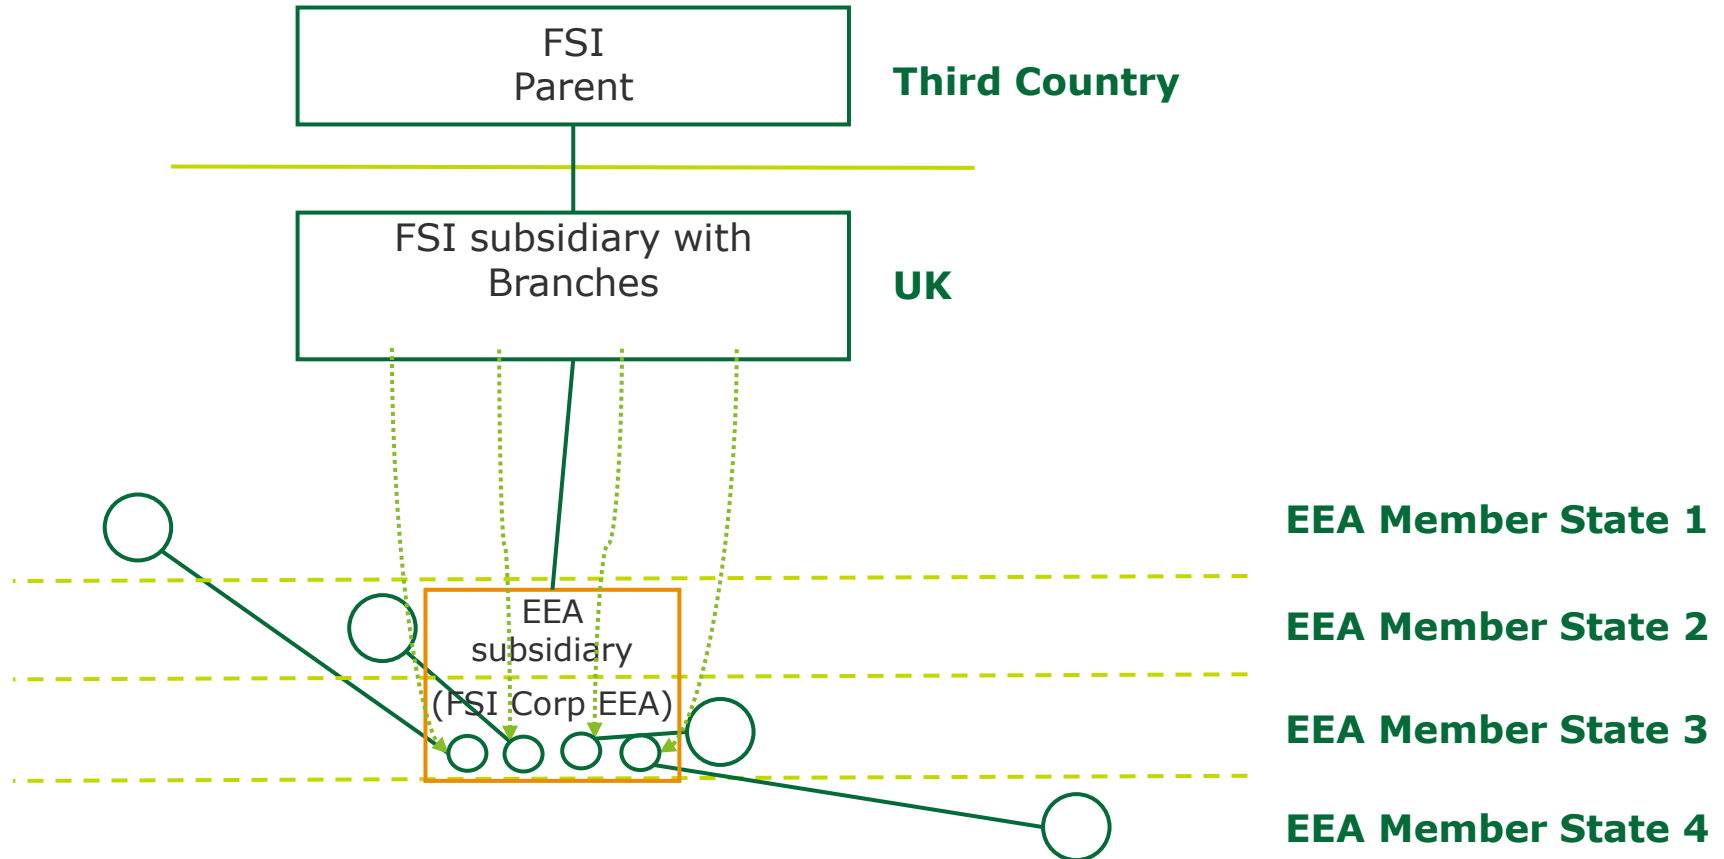 FSI
Parent
Third Country
FSI subsidiary with
Branches
UK
EEA Member State 1
EEA
subsidiary
EEA Member State 2
(FSI Corp EEA)
EEA Member State 3
EEA Member State 4